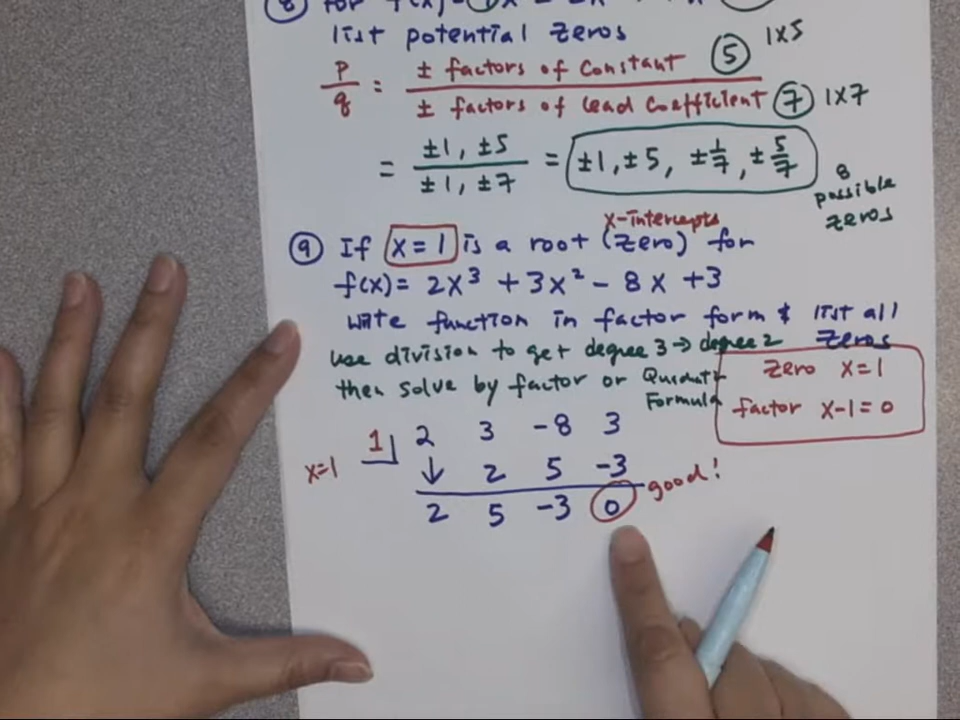 8 for
list potential zeros
p/q = ± factors of constant 5 1x5
± factors of lead coefficient 7 1x7
= ±1, ±5 / ±1, ±7 = ±1, ±5, ±1/7, ±5/7
8 possible zeros
x-intercepts
9 If x=1 is a root (zero) for
f(x)= 2x³ + 3x² - 8x + 3
write function in factor form & list all zeros
use division to get degree 3 → degree 2
then solve by factor or
Formula
zero x=1
factor x-1=0
x=1
1 2 3 -8 3
↓ 2 5 -3
2 5 -3 0 good!